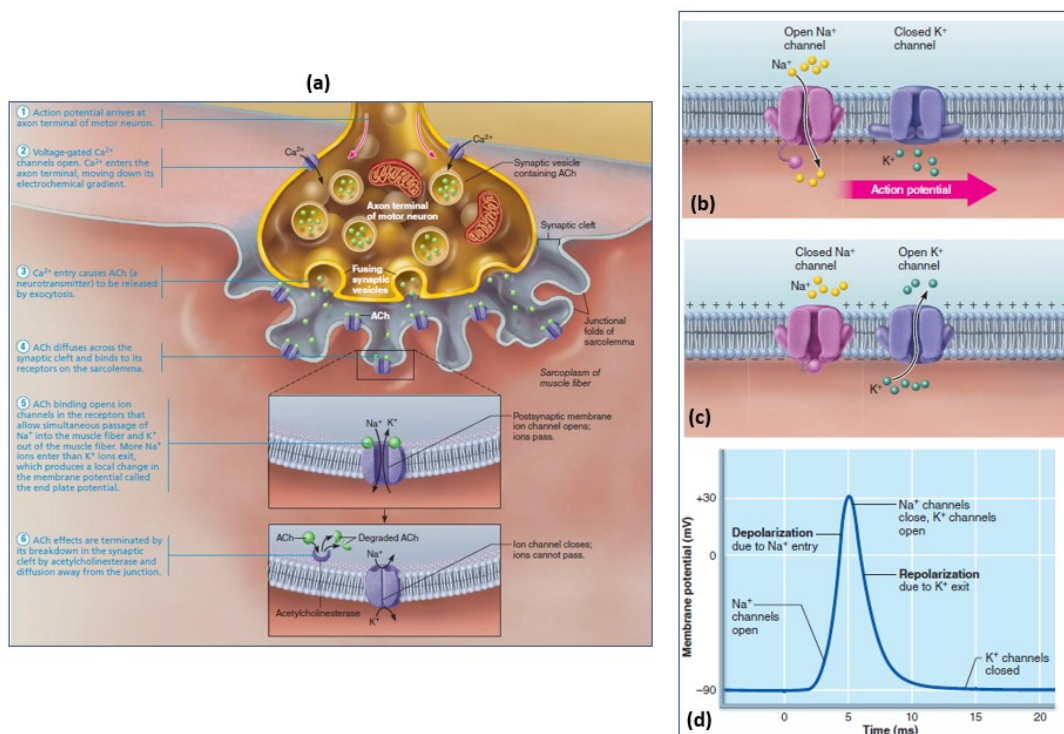 (a)
1 Action potential arrives at
axon terminal of motor neuron.
2 Voltage-gated Ca²⁺
channels open. Ca²⁺ enters the
axon terminal, moving down its
electrochemical gradient.
3 Ca²⁺ entry causes ACh (a
neurotransmitter) to be released
by exocytosis.
4 ACh diffuses across the
synaptic cleft and binds to its
receptors on the sarcolemma.
5 ACh binding opens ion
channels in the receptors that
allow simultaneous passage of
Na⁺ into the muscle fiber and K⁺
out of the muscle fiber. More Na⁺
ions enter than K⁺ ions exit,
which produces a local change in
the membrane potential called
the end plate potential.
6 ACh effects are terminated by
its breakdown in the synaptic
cleft by acetylcholinesterase and
diffusion away from the junction.
Ca²⁺
Ca²⁺
Synaptic vesicle
containing ACh
Axon terminal
of motor neuron
Synaptic cleft
Fusing
synaptic
vesicles
ACh
Junctional
folds of
sarcolemma
Sarcoplasm of
muscle fiber
Na⁺ K⁺
Postsynaptic membrane
ion channel opens;
ions pass.
ACh
Degraded ACh
Na⁺
Ion channel closes;
ions cannot pass.
Acetylcholinesterase
K⁺
Open Na⁺
channel
Closed K⁺
channel
Na⁺
K⁺
Action potential
(b)
Closed Na⁺
channel
Open K⁺
channel
Na⁺
K⁺
(c)
Membrane potential (mV)
+30
0
−90
Na⁺ channels
close, K⁺ channels
open
Depolarization
due to Na⁺ entry
Repolarization
due to K⁺ exit
Na⁺
channels
open
K⁺ channels
closed
0 5 10 15 20
Time (ms)
(d)